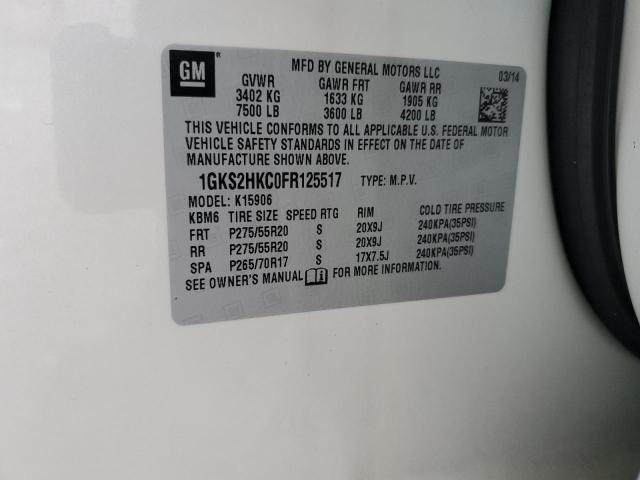 GM
MFD BY GENERAL MOTORS LLC 03/14
GVWR GAWR FRT GAWR RR
3402 KG 1633 KG 1905 KG
7500 LB 3600 LB 4200 LB
THIS VEHICLE CONFORMS TO ALL APPLICABLE U.S. FEDERAL MOTOR
VEHICLE SAFETY STANDARDS IN EFFECT ON THE DATE OF
MANUFACTURE SHOWN ABOVE.
1GKS2HKC0FR125517 TYPE: M.P.V.
MODEL: K15906
KBM6 TIRE SIZE SPEED RTG RIM COLD TIRE PRESSURE
FRT P275/55R20 S 20X9J 240KPA(35PSI)
RR P275/55R20 S 20X9J 240KPA(35PSI)
SPA P265/70R17 S 17X7.5J 240KPA(35PSI)
SEE OWNER'S MANUAL FOR MORE INFORMATION.